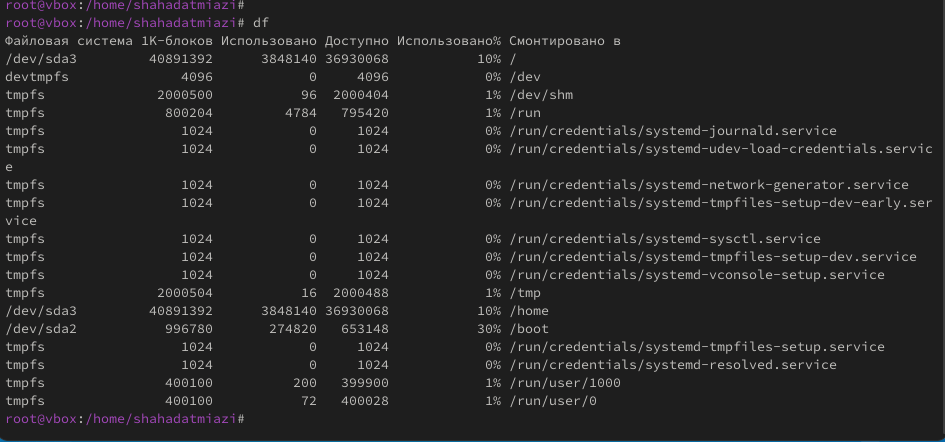 root@vbox:/home/shahadatmiazi#
root@vbox:/home/shahadatmiazi# df
Файловая система 1K-блоков Использовано Доступно Использовано% Смонтировано в
/dev/sda3         40891392      3848140 36930068           10% /
devtmpfs              4096            0     4096            0% /dev
tmpfs              2000500           96  2000404            1% /dev/shm
tmpfs               800204         4784   795420            1% /run
tmpfs                 1024            0     1024            0% /run/credentials/systemd-journald.service
tmpfs                 1024            0     1024            0% /run/credentials/systemd-udev-load-credentials.servic
e
tmpfs                 1024            0     1024            0% /run/credentials/systemd-network-generator.service
tmpfs                 1024            0     1024            0% /run/credentials/systemd-tmpfiles-setup-dev-early.ser
vice
tmpfs                 1024            0     1024            0% /run/credentials/systemd-sysctl.service
tmpfs                 1024            0     1024            0% /run/credentials/systemd-tmpfiles-setup-dev.service
tmpfs                 1024            0     1024            0% /run/credentials/systemd-vconsole-setup.service
tmpfs              2000504           16  2000488            1% /tmp
/dev/sda3         40891392      3848140 36930068           10% /home
/dev/sda2           996780       274820   653148           30% /boot
tmpfs                 1024            0     1024            0% /run/credentials/systemd-tmpfiles-setup.service
tmpfs                 1024            0     1024            0% /run/credentials/systemd-resolved.service
tmpfs               400100          200   399900            1% /run/user/1000
tmpfs               400100           72   400028            1% /run/user/0
root@vbox:/home/shahadatmiazi#